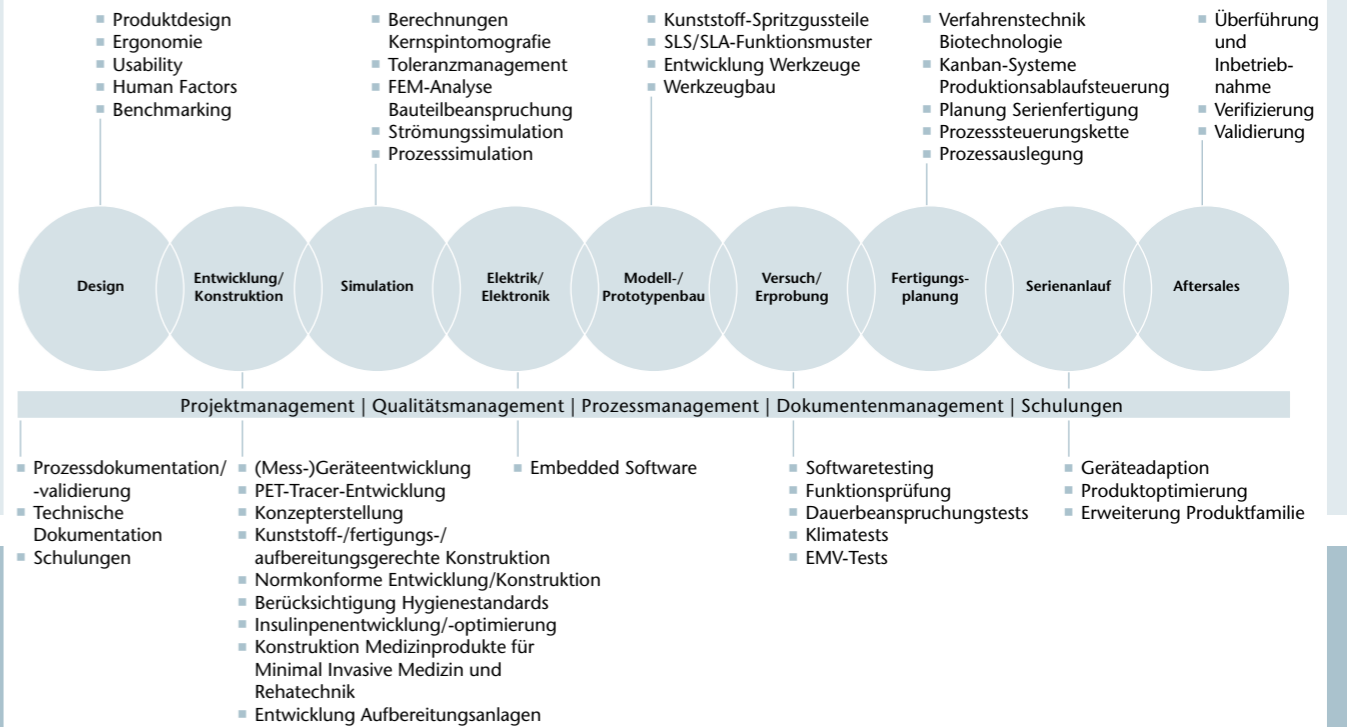 Produktdesign
Ergonomie
Usability
Human Factors
Benchmarking
Berechnungen
Kernspintomografie
Toleranzmanagement
FEM-Analyse
Bauteilbeanspruchung
Strömungssimulation
Prozesssimulation
Kunststoff-Spritzgussteile
SLS/SLA-Funktionsmuster
Entwicklung Werkzeuge
Werkzeugbau
Verfahrenstechnik
Biotechnologie
Kanban-Systeme
Produktionsablaufsteuerung
Planung Serienfertigung
Prozesssteuerungskette
Prozessauslegung
Überführung
und
Inbetrieb-
nahme
Verifizierung
Validierung
Design
Entwicklung/
Konstruktion
Simulation
Elektrik/
Elektronik
Modell-/
Prototypenbau
Versuch/
Erprobung
Fertigungs-
planung
Serienanlauf
Aftersales
Projektmanagement | Qualitätsmanagement | Prozessmanagement | Dokumentenmanagement | Schulungen
Prozessdokumentation/
-validierung
Technische
Dokumentation
Schulungen
(Mess-)Geräteentwicklung
PET-Tracer-Entwicklung
Konzepterstellung
Kunststoff-/fertigungs-/
aufbereitungsgerechte Konstruktion
Normkonforme Entwicklung/Konstruktion
Berücksichtigung Hygienestandards
Insulinpenentwicklung/-optimierung
Konstruktion Medizinprodukte für
Minimal Invasive Medizin und
Rehatechnik
Entwicklung Aufbereitungsanlagen
Embedded Software
Softwaretesting
Funktionsprüfung
Dauerbeanspruchungstests
Klimatests
EMV-Tests
Geräteadaption
Produktoptimierung
Erweiterung Produktfamilie